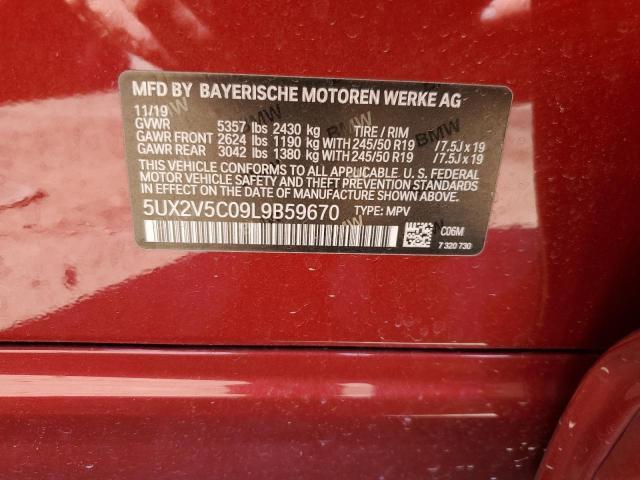 MFD BY BAYERISCHE MOTOREN WERKE AG
11/19
GVWR 5357 lbs 2430 kg TIRE / RIM
GAWR FRONT 2624 lbs 1190 kg WITH 245/50 R19 /7.5J x 19
GAWR REAR 3042 lbs 1380 kg WITH 245/50 R19 /7.5J x 19
THIS VEHICLE CONFORMS TO ALL APPLICABLE U. S. FEDERAL
MOTOR VEHICLE SAFETY AND THEFT PREVENTION STANDARDS
IN EFFECT ON THE DATE OF MANUFACTURE SHOWN ABOVE.
5UX2V5C09L9B59670 TYPE: MPV
C06M
7 320 730